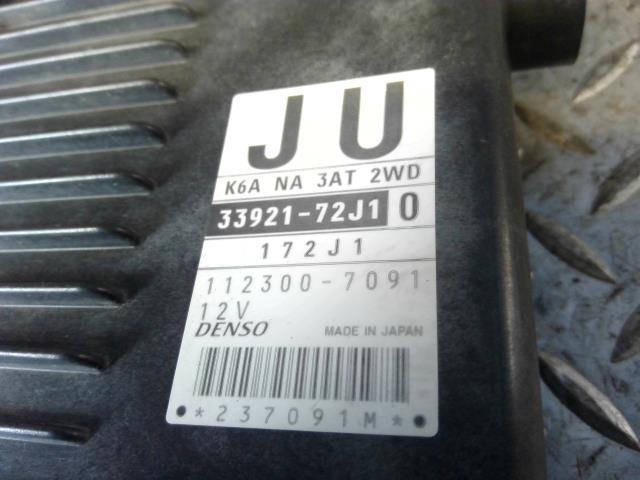 JU
K6A NA 3AT 2WD
33921-72J1 0
172J1
112300-7091
12V
DENSO MADE IN JAPAN
*237091M*